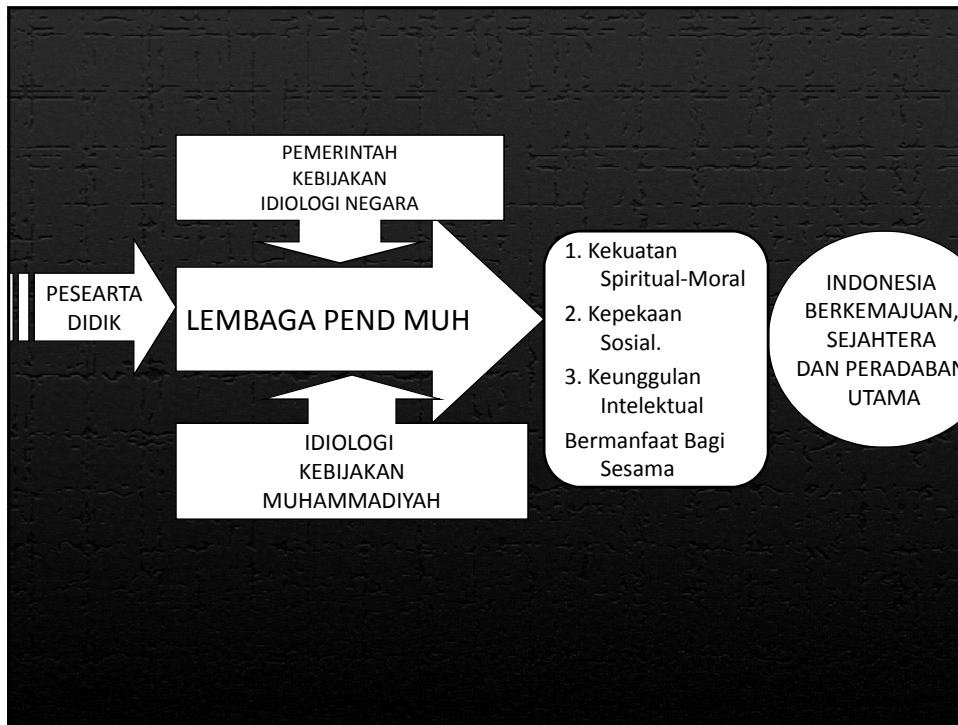 PEMERINTAH
KEBIJAKAN
IDIOLOGI NEGARA
PESEARTA
DIDIK
LEMBAGA PEND MUH
IDIOLOGI
KEBIJAKAN
MUHAMMADIYAH
1. Kekuatan
Spiritual-Moral
2. Kepekaan
Sosial.
3. Keunggulan
Intelektual
Bermanfaat Bagi
Sesama
INDONESIA
BERKEMAJUAN,
SEJAHTERA
DAN PERADABAN
UTAMA